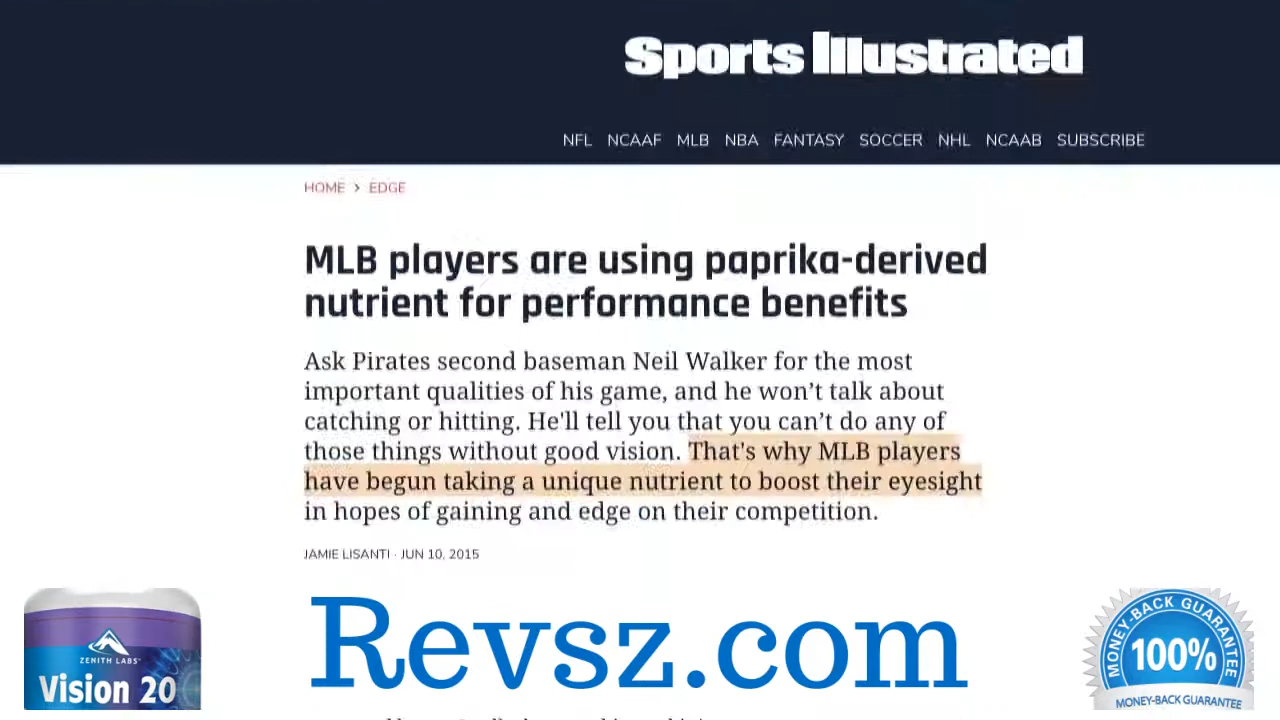 Sports Illustrated
NFL NCAAF MLB NBA FANTASY SOCCER NHL NCAAB SUBSCRIBE
HOME > EDGE
MLB players are using paprika-derived
nutrient for performance benefits
Ask Pirates second baseman Neil Walker for the most
important qualities of his game, and he won't talk about
catching or hitting. He'll tell you that you can't do any of
those things without good vision. That's why MLB players
have begun taking a unique nutrient to boost their eyesight
in hopes of gaining and edge on their competition.
JAMIE LISANTI · JUN 10, 2015
ZENITH LABS™
Vision 20
Revsz.com
MONEY-BACK GUARANTEE
100%
MONEY-BACK GUARANTEE